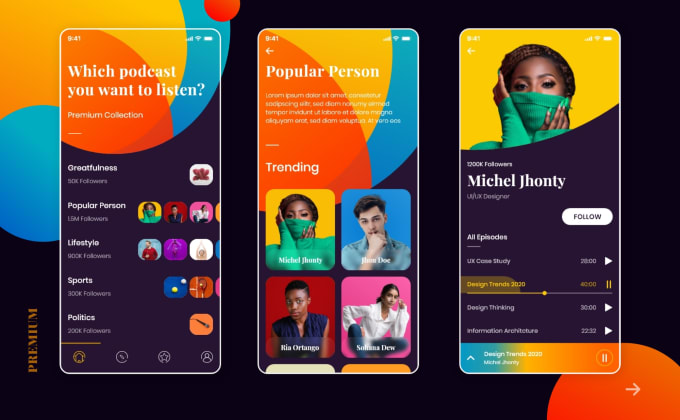 9:41
Which podcast
you want to listen?
Premium Collection
Greatfulness
50K Followers
Popular Person
1.5M Followers
Lifestyle
900K Followers
Sports
300K Followers
Politics
200K Followers
9:41
Popular Person
Lorem ipsum dolor sit amet, consetetur
sadipscing elitr, sed diam nonumy eirmod
tempor invidunt ut labore et dolore magna
aliquyam erat, sed diam voluptua. At vero eos
Trending
Michel Jhonty
Jhon Doe
Ria Ortango
Sohana Dew
9:41
1200K Followers
Michel Jhonty
UI/UX Designer
FOLLOW
All Episodes
UX Case Study 28:00
Design Trends 2020 40:00
Design Thinking 30:00
Information Architoture 22:32
Design Trends 2020
Michel Jhonty
PREMIUM